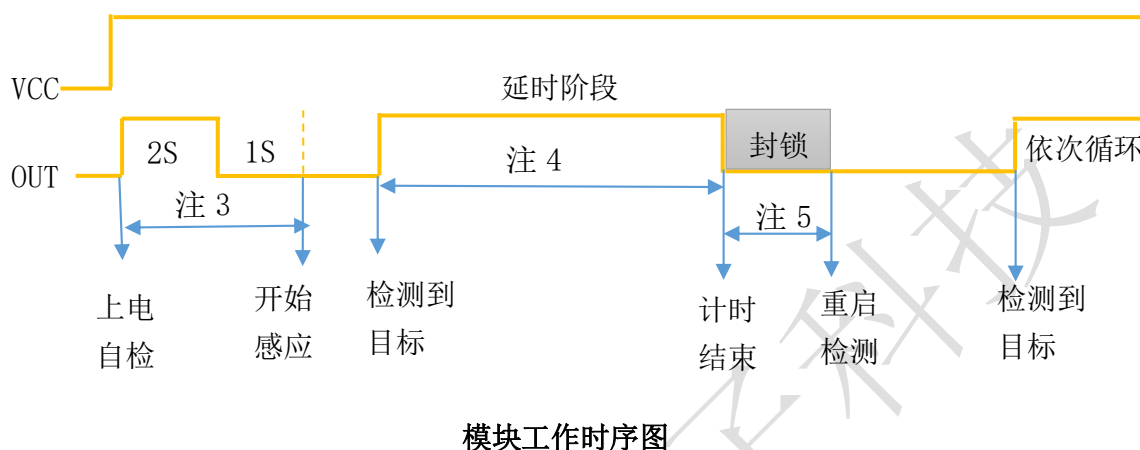 VCC
延时阶段
2S
1S
封锁
依次循环
OUT
注 4
注 3
注 5
上电
自检
开始
感应
检测到
目标
计时
结束
重启
检测
检测到
目标
科技
模块工作时序图